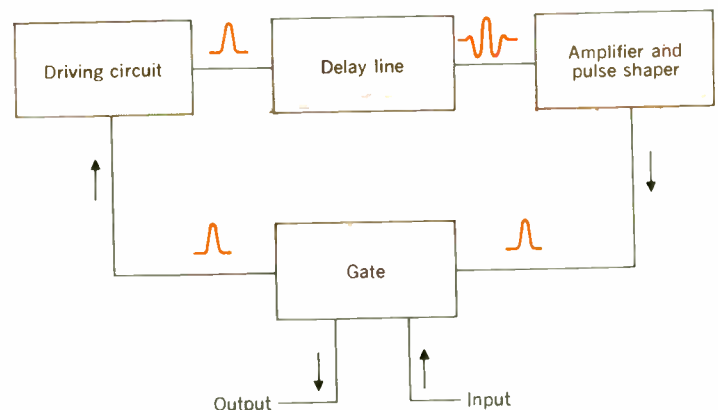 Driving circuit
Delay line
Amplifier and
pulse shaper
Gate
Output
Input